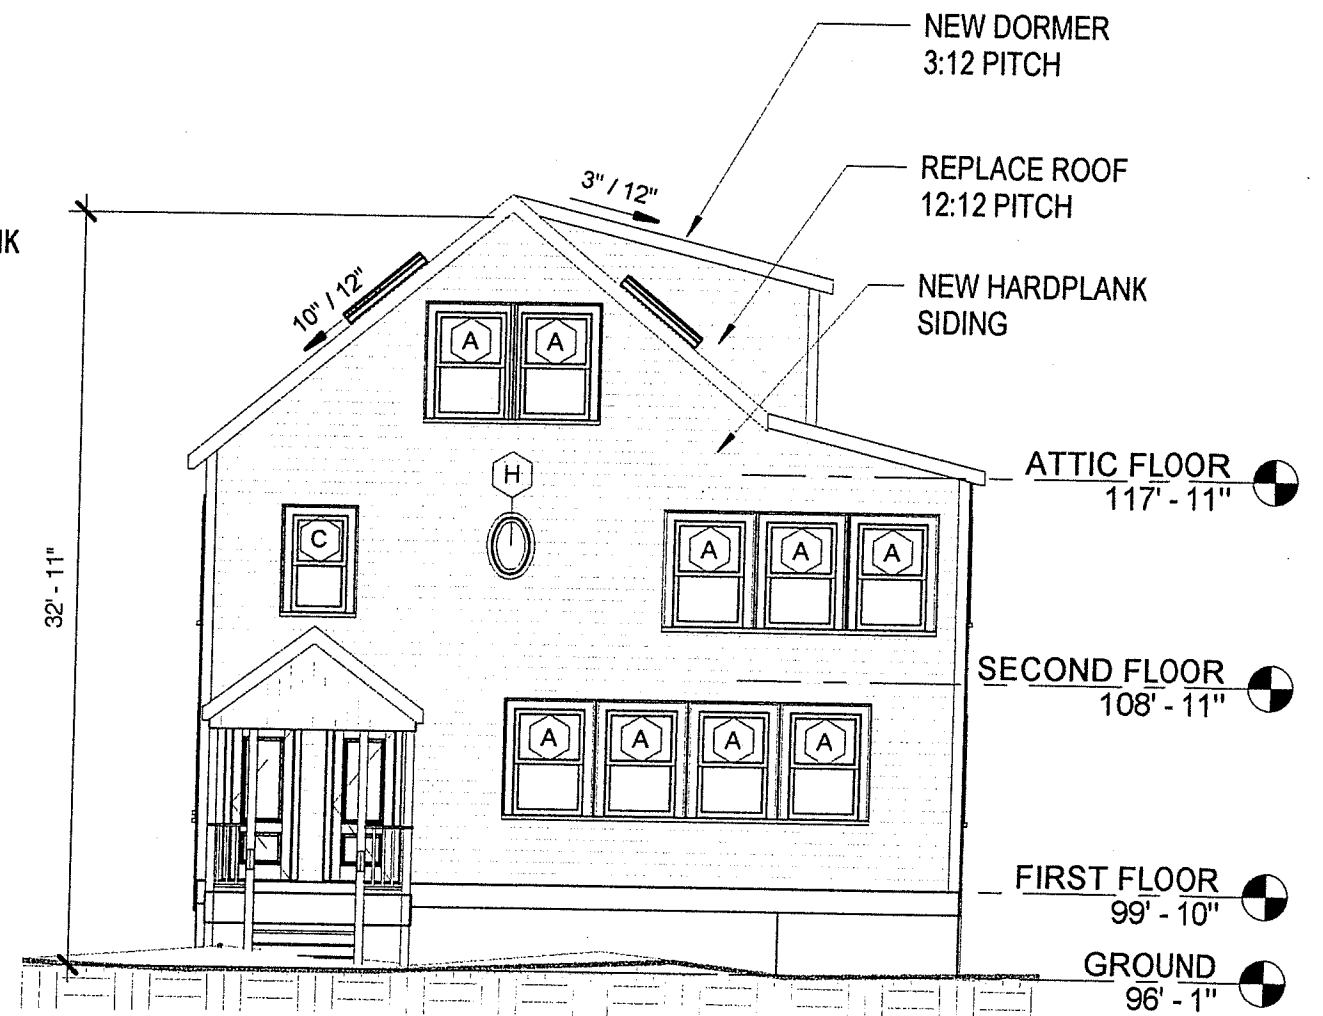 NEW DORMER
3:12 PITCH
REPLACE ROOF
12:12 PITCH
3" / 12"
NK
10" / 12"
NEW HARDPLANK
SIDING
A
A
H
ATTIC FLOOR
117' - 11"
C
A
A
A
32' - 11"
SECOND FLOOR
108' - 11"
A
A
A
A
FIRST FLOOR
99' - 10"
GROUND
96' - 1"